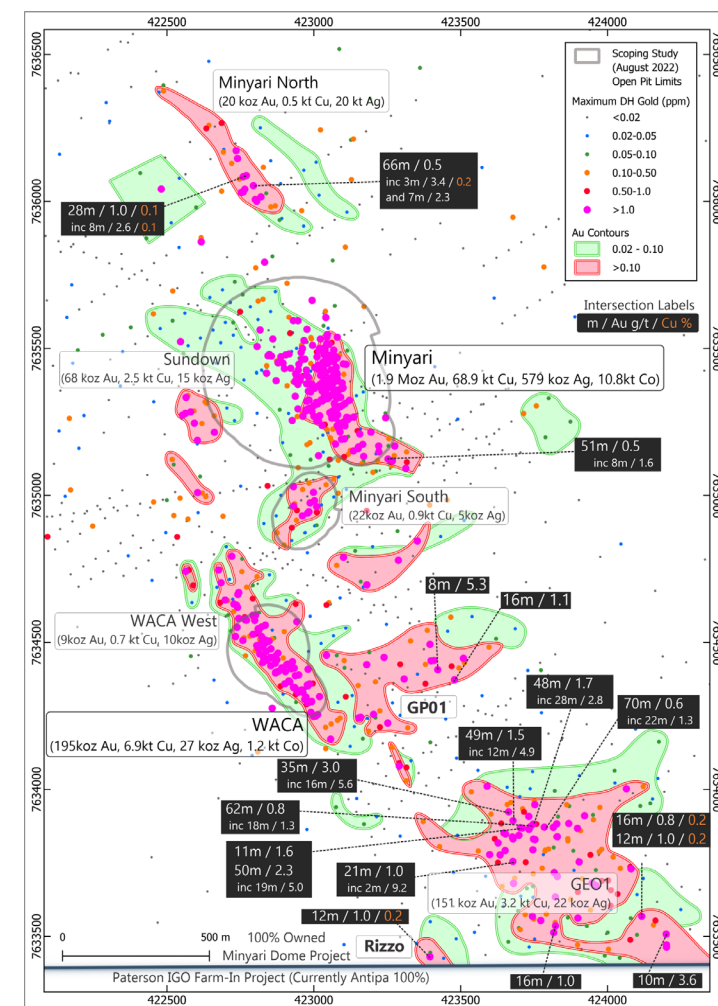 422500
423000
423500
424000
7636500
7636000
7635500
7635000
7634500
7634000
7633500
Scoping Study
(August 2022)
Open Pit Limits
Maximum DH Gold (ppm)
<0.02
0.02-0.05
0.05-0.10
0.10-0.50
0.50-1.0
>1.0
Au Contours
0.02 - 0.10
>0.10
Intersection Labels
m / Au g/t / Cu %
Minyari North
(20 koz Au, 0.5 kt Cu, 20 kt Ag)
66m / 0.5
inc 3m / 3.4 / 0.2
and 7m / 2.3
28m / 1.0 / 0.1
inc 8m / 2.6 / 0.1
Sundown
(68 koz Au, 2.5 kt Cu, 15 koz Ag
Minyari
(1.9 Moz Au, 68.9 kt Cu, 579 koz Ag, 10.8kt Co)
51m / 0.5
inc 8m / 1.6
Minyari South
(22koz Au, 0.9kt Cu, 5koz Ag)
8m / 5.3
16m / 1.1
WACA West
(9koz Au, 0.7 kt Cu, 10koz Ag)
48m / 1.7
inc 28m / 2.8
70m / 0.6
inc 22m / 1.3
GP01
WACA
(195koz Au, 6.9kt Cu, 27 koz Ag, 1.2 kt Co)
49m / 1.5
inc 12m / 4.9
35m / 3.0
inc 16m / 5.6
62m / 0.8
inc 18m / 1.3
16m / 0.8 / 0.2
12m / 1.0 / 0.2
11m / 1.6
50m / 2.3
inc 19m / 5.0
21m / 1.0
inc 2m / 9.2
GEO1
(151 koz Au, 3.2 kt Cu, 22 koz Ag)
12m / 1.0 / 0.2
Rizzo
0
500 m
100% Owned
Minyari Dome Project
Paterson IGO Farm-In Project (Currently Antipa 100%)
16m / 1.0
10m / 3.6
422500
423000
423500
424000